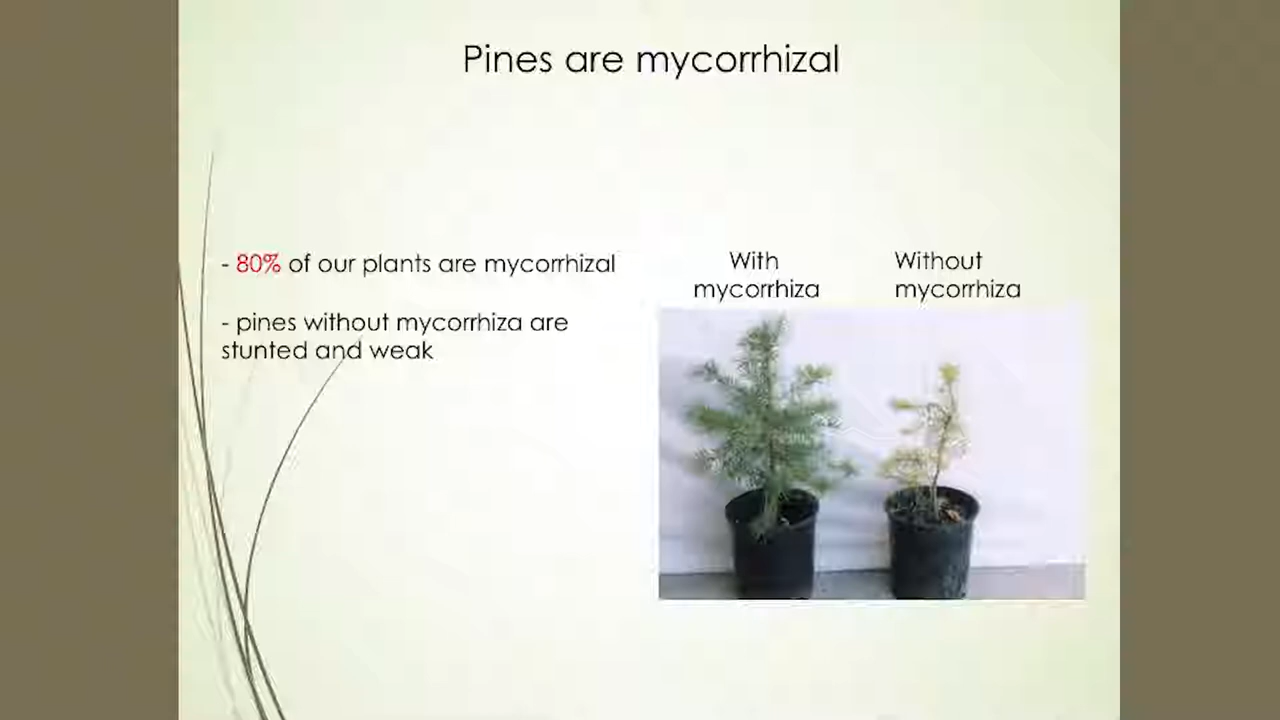 Pines are mycorrhizal
- 80% of our plants are mycorrhizal
- pines without mycorrhiza are
stunted and weak
With
mycorrhiza
Without
mycorrhiza